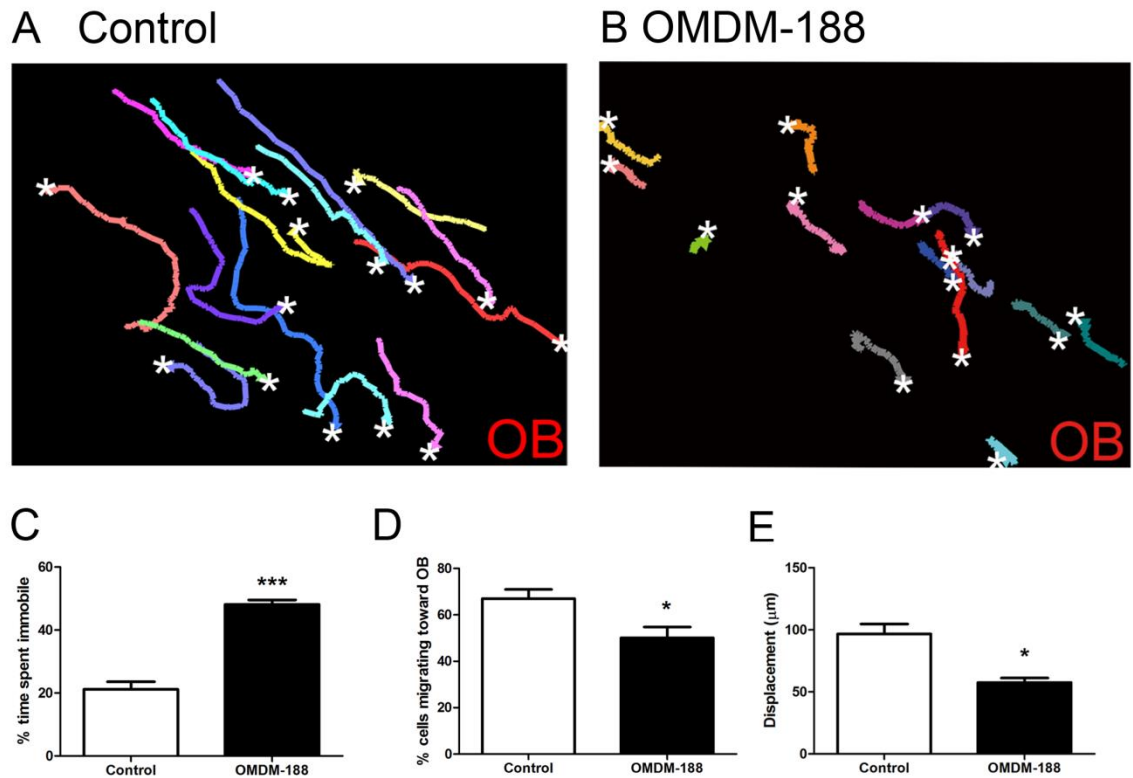 A Control
B OMDM-188
OB
OB
C
% time spent immobile
60
40
20
0
***
Control
OMDM-188
D
% cells migrating toward OB
80
60
40
20
0
*
Control
OMDM-188
E
Displacement (µm)
150
100
50
0
*
Control
OMDM-188